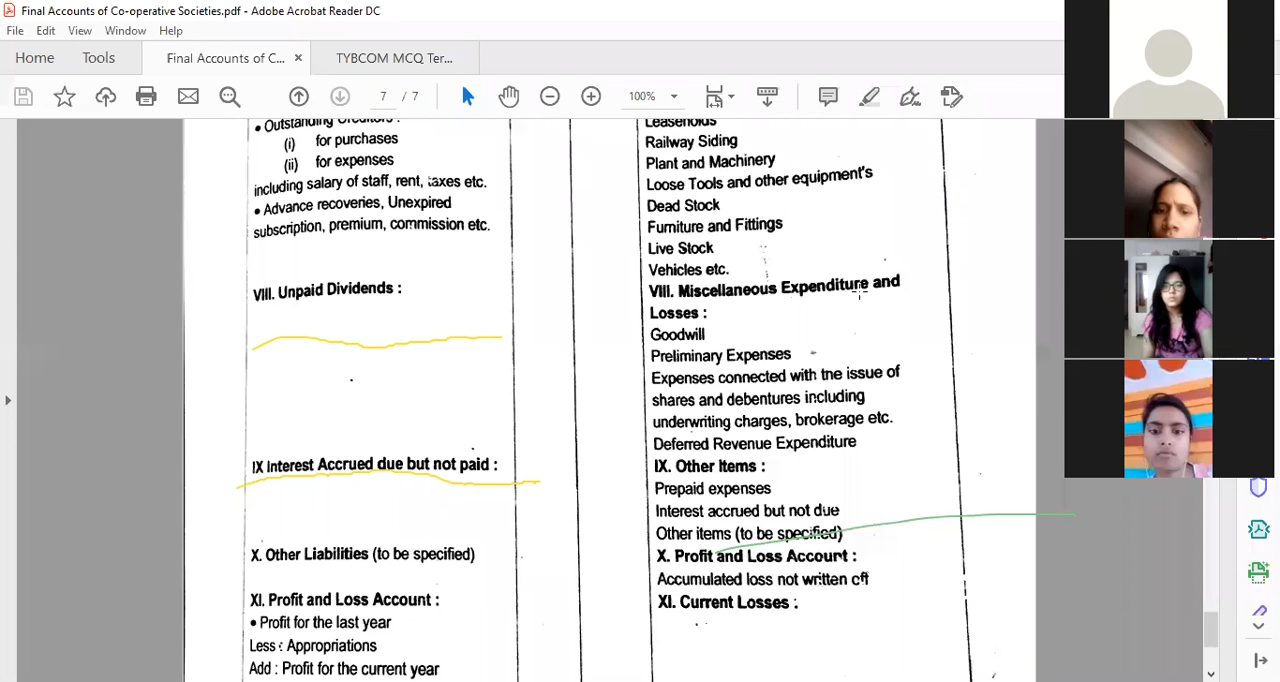 Final Accounts of Co-operative Societies.pdf - Adobe Acrobat Reader DC
File Edit View Window Help
Home Tools Final Accounts of C... × TYBCOM MCQ Ter...
7 / 7 100%
• Outstanding Creditors :
(i) for purchases
(ii) for expenses
including salary of staff, rent, taxes etc.
• Advance recoveries, Unexpired
subscription, premium, commission etc.
VIII. Unpaid Dividends :
IX Interest Accrued due but not paid :
X. Other Liabilities (to be specified)
XI. Profit and Loss Account :
• Profit for the last year
Less : Appropriations
Add : Profit for the current year
Leaseholds
Railway Siding
Plant and Machinery
Loose Tools and other equipment's
Dead Stock
Furniture and Fittings
Live Stock
Vehicles etc.
VIII. Miscellaneous Expenditure and
Losses :
Goodwill
Preliminary Expenses
Expenses connected with the issue of
shares and debentures including
underwriting charges, brokerage etc.
Deferred Revenue Expenditure
IX. Other Items :
Prepaid expenses
Interest accrued but not due
Other items (to be specified)
X. Profit and Loss Account :
Accumulated loss not written off
XI. Current Losses :